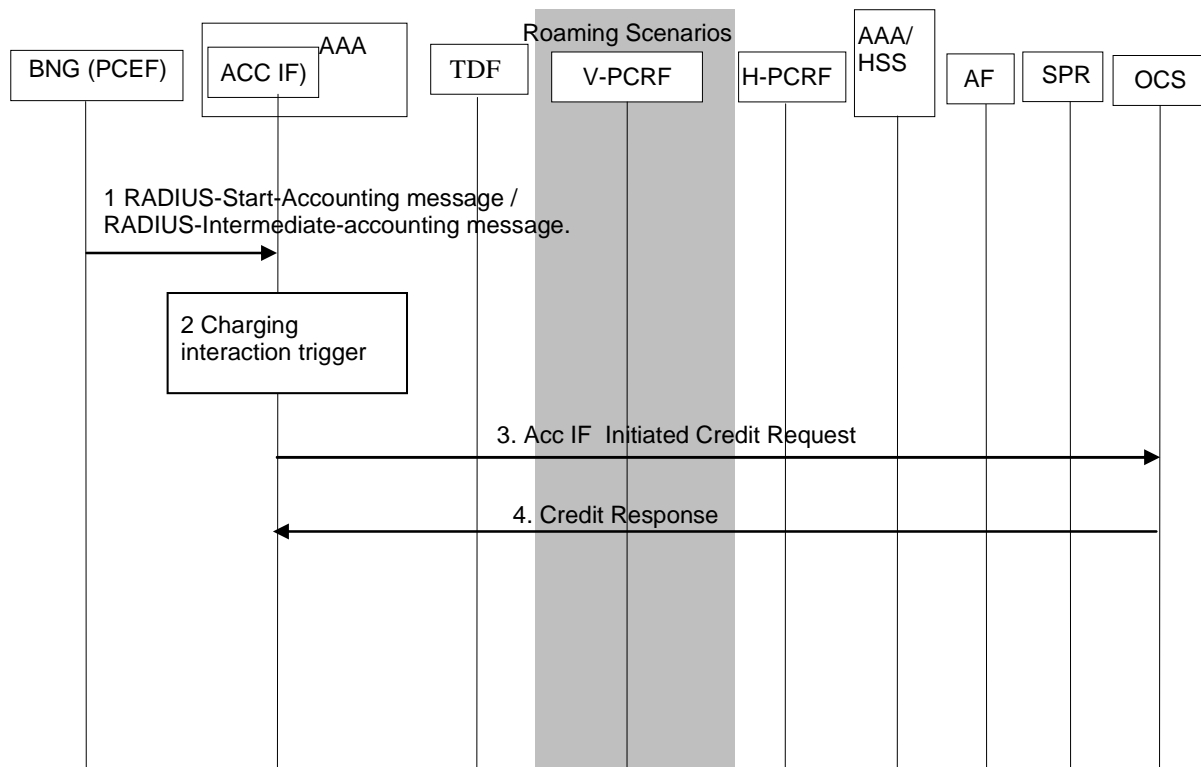 Roaming Scenarios
AAA
AAA/
HSS
BNG (PCEF)
ACC IF)
TDF
V-PCRF
H-PCRF
AF
SPR
OCS
1 RADIUS-Start-Accounting message /
RADIUS-Intermediate-accounting message.
2 Charging
interaction trigger
3. Acc IF  Initiated Credit Request
4. Credit Response